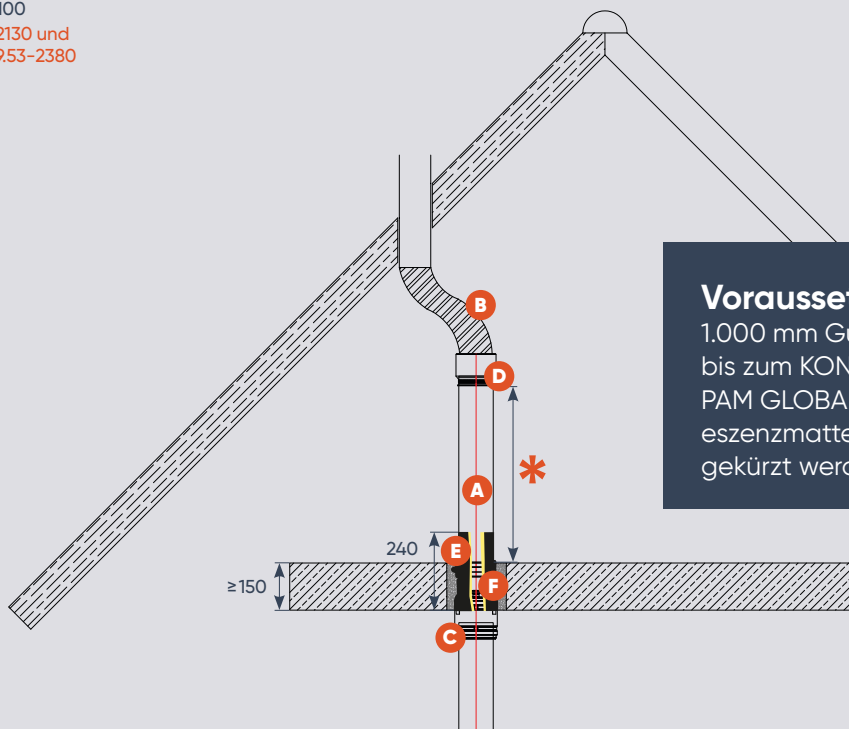 100
2130 und
9.53-2380
B
Vorausset
1.000 mm Gu
bis zum KON
PAM GLOBA
eszenzmatte
gekürzt werd
D
*
A
240
E
≥150
F
C